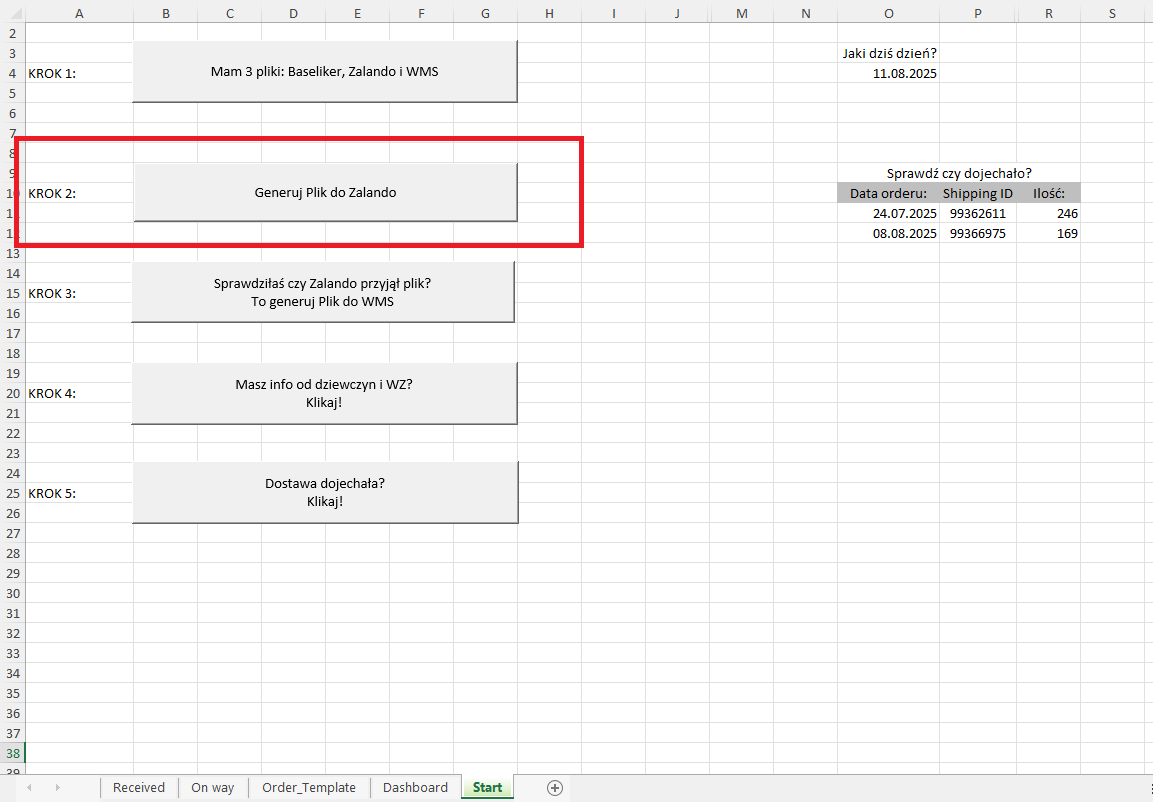 A B C D E F G H I J M N O P R S
2
3 Jaki dziś dzień?
4 KROK 1: Mam 3 pliki: Baseliker, Zalando i WMS 11.08.2025
5
6
7
8
9 Sprawdź czy dojechało?
10 KROK 2: Generuj Plik do Zalando Data orderu: Shipping ID Ilość:
24.07.2025 99362611 246
08.08.2025 99366975 169
13
14 Sprawdziłaś czy Zalando przyjął plik?
15 KROK 3: To generuj Plik do WMS
16
17
18
19 Masz info od dziewczyn i WZ?
20 KROK 4: Klikaj!
21
22
23
24 Dostawa dojechała?
25 KROK 5: Klikaj!
26
27
28
29
30
31
32
33
34
35
36
37
38
39
Received On way Order_Template Dashboard Start